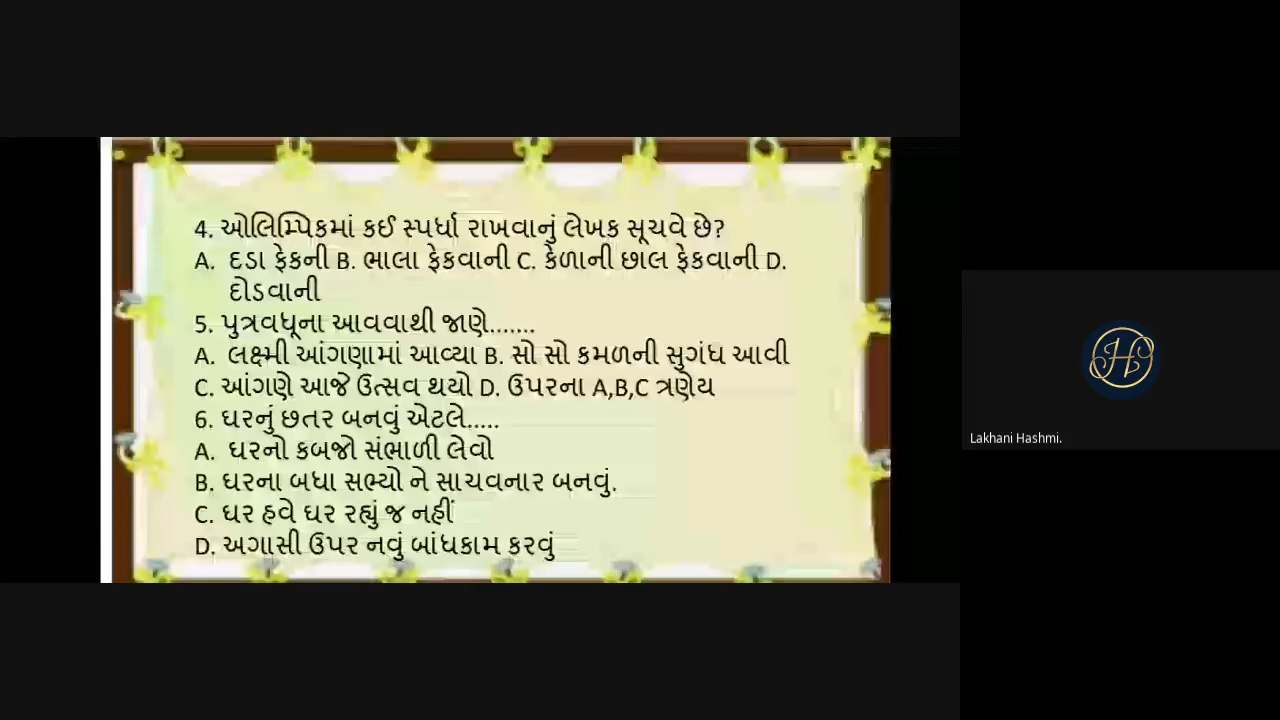 4. ઓલિમ્પિકમાં કઈ સ્પર્ધા રાખવાનું લેખક સૂચવે છે?
A. દડા ફેકની B. ભાલા ફેકવાની C. કેળાની છાલ ફેકવાની D.
દોડવાની
5. પુત્રવધૂના આવવાથી જાણે.......
A. લક્ષ્મી આંગણામાં આવ્યા B. સો સો કમળની સુગંધ આવી
C. આંગણે આજે ઉત્સવ થયો D. ઉપરના A,B,C ત્રણેય
6. ઘરનું છતર બનવું એટલે.....
A. ઘરનો કબજો સંભાળી લેવો
B. ઘરના બધા સભ્યો ને સાચવનાર બનવું.
C. ઘર હવે ઘર રહ્યું જ નહીં
D. અગાસી ઉપર નવું બાંધકામ કરવું
H
Lakhani Hashmi.